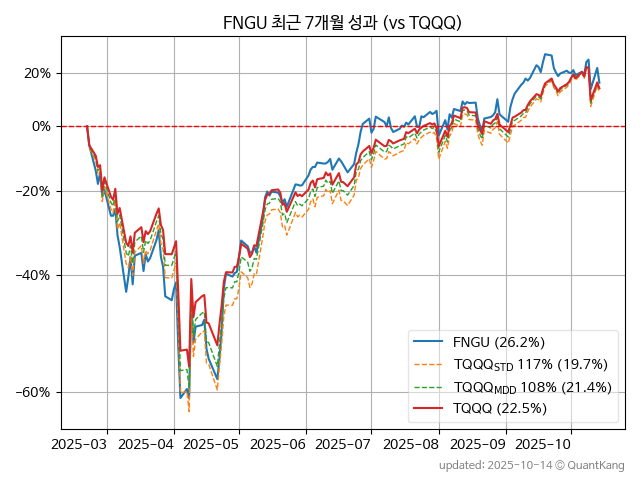 FNGU 최근 7개월 성과 (vs TQQQ)
20%
0%
−20%
−40%
−60%
FNGU (26.2%)
TQQQSTD 117% (19.7%)
TQQQMDD 108% (21.4%)
TQQQ (22.5%)
2025-03 2025-04 2025-05 2025-06 2025-07 2025-08 2025-09 2025-10
updated: 2025-10-14 © QuantKang